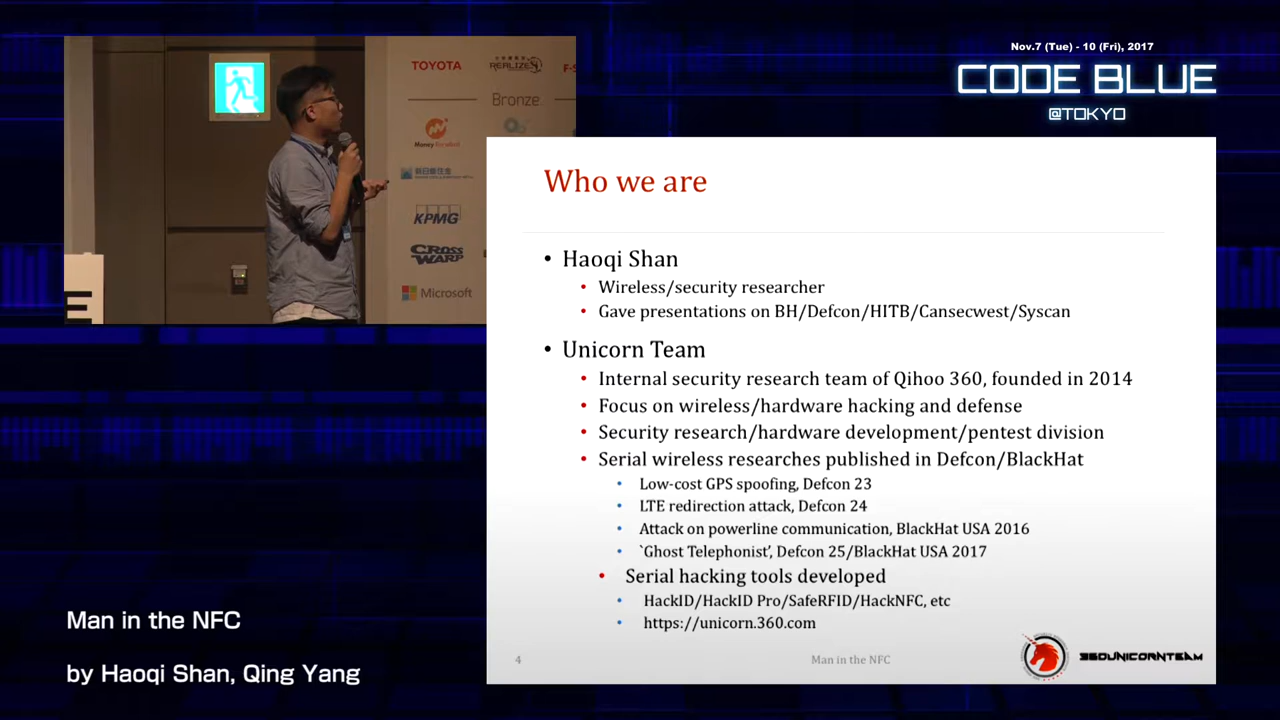 Nov.7 (Tue) - 10 (Fri), 2017
CODE BLUE
@TOKYO
TOYOTA
REALIZE
Bronze
KPMG
CROSS
WARP
Microsoft
E
Who we are
• Haoqi Shan
• Wireless/security researcher
• Gave presentations on BH/Defcon/HITB/Cansecwest/Syscan
• Unicorn Team
• Internal security research team of Qihoo 360, founded in 2014
• Focus on wireless/hardware hacking and defense
• Security research/hardware development/pentest division
• Serial wireless researches published in Defcon/BlackHat
• Low-cost GPS spoofing, Defcon 23
• LTE redirection attack, Defcon 24
• Attack on powerline communication, BlackHat USA 2016
• `Ghost Telephonist’, Defcon 25/BlackHat USA 2017
• Serial hacking tools developed
• HackID/HackID Pro/SafeRFID/HackNFC, etc
• https://unicorn.360.com
4
Man in the NFC
360UNICORNTEAM
Man in the NFC
by Haoqi Shan, Qing Yang